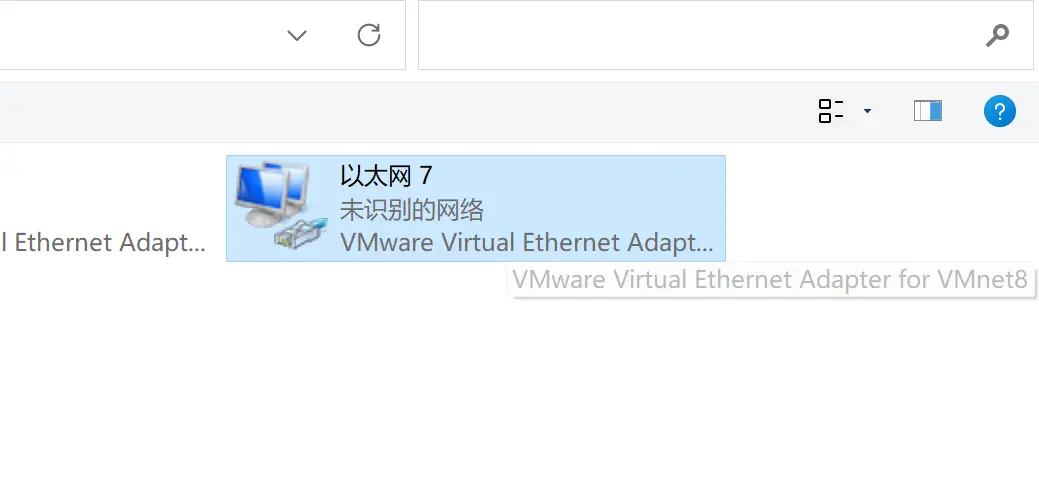 以太网 7
未识别的网络
l Ethernet Adapt...
VMware Virtual Ethernet Adapt...
VMware Virtual Ethernet Adapter for VMnet8